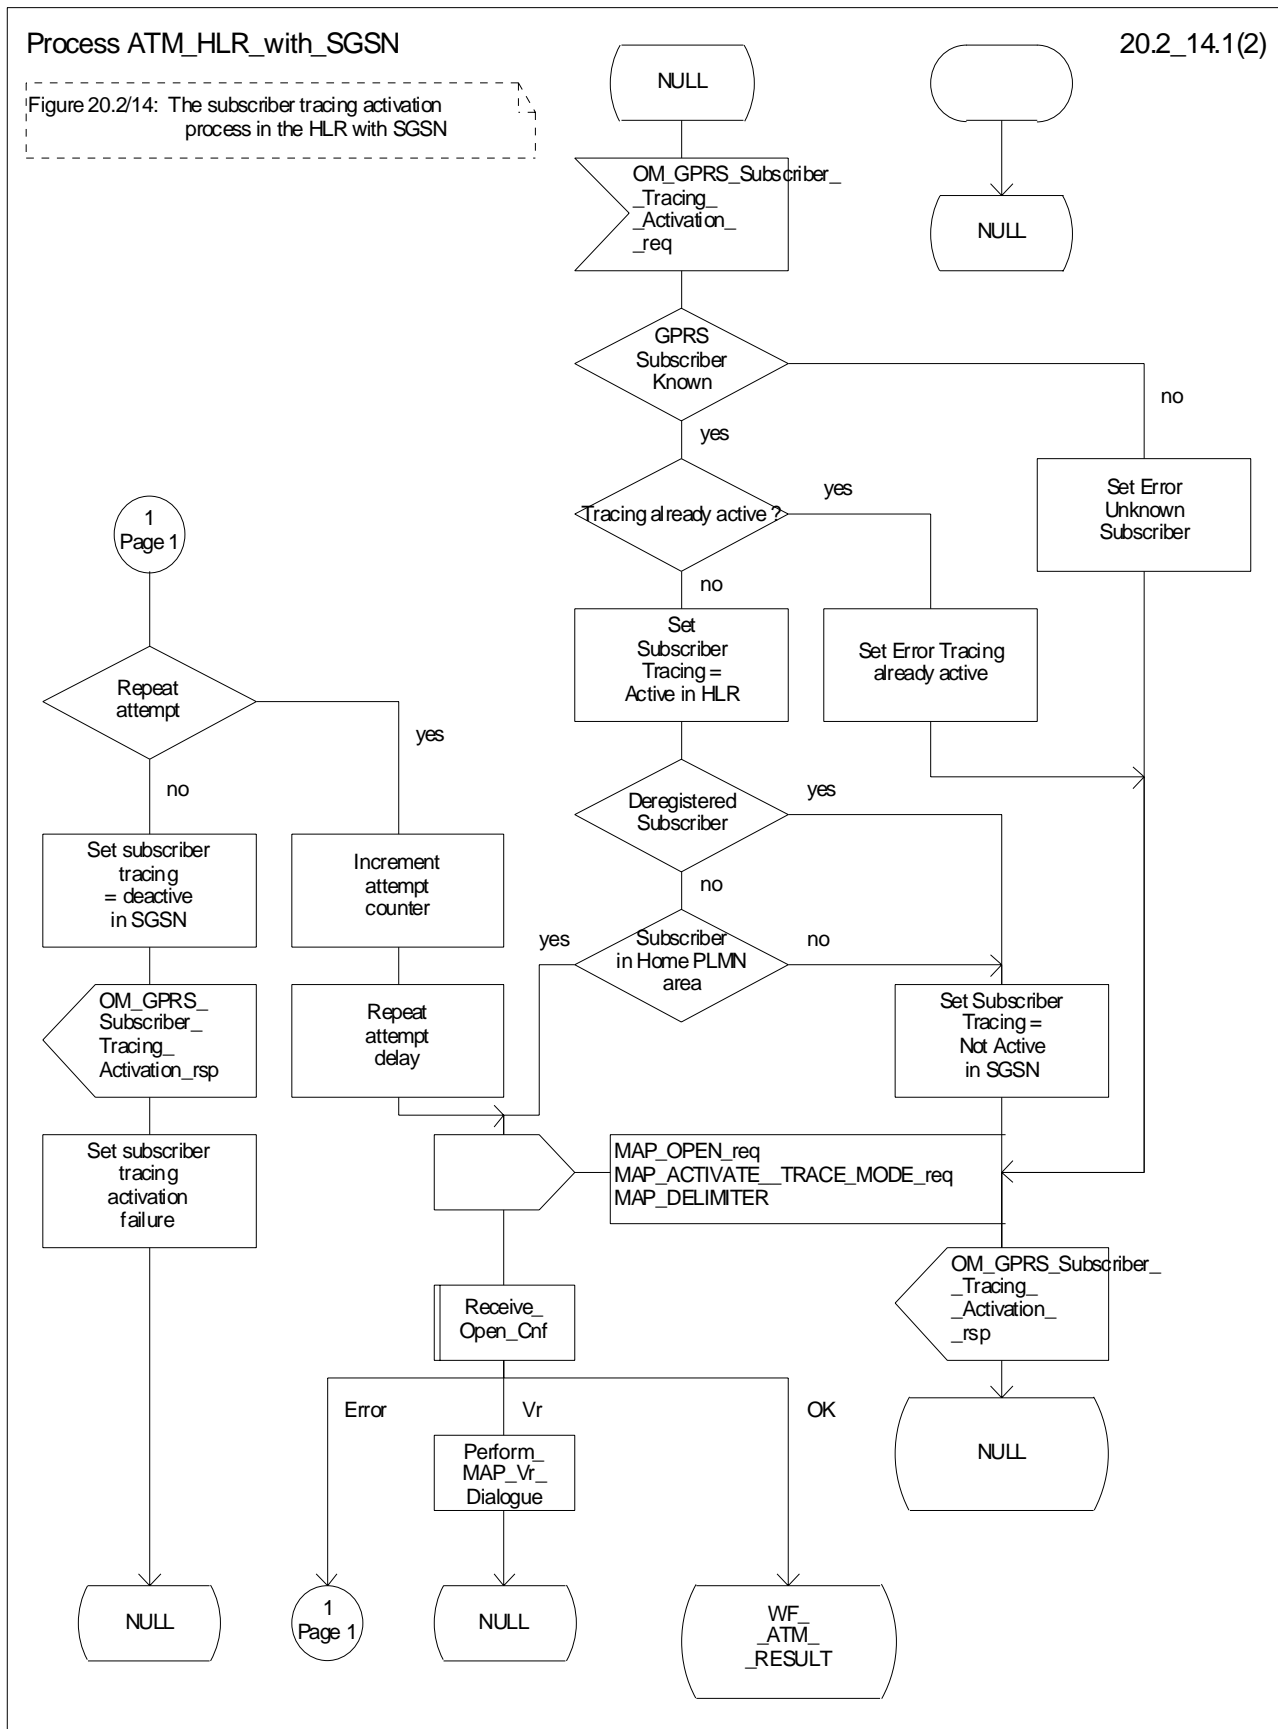 Process ATM_HLR_with_SGSN
20.2_14.1(2)
Figure 20.2/14: The subscriber tracing activation
process in the HLR with SGSN
NULL
OM_GPRS_Subscriber_
_Tracing_
_Activation_
_req
NULL
GPRS
Subscriber
Known
no
yes
Tracing already active ?
yes
no
Set Error
Unknown
Subscriber
1
Page 1
Set
Subscriber
Tracing =
Active in HLR
Set Error Tracing
already active
Repeat
attempt
yes
no
Deregistered
Subscriber
yes
no
Set subscriber
tracing
= deactive
in SGSN
Increment
attempt
counter
yes
Subscriber
in Home PLMN
area
no
OM_GPRS_
Subscriber_
Tracing_
Activation_rsp
Repeat
attempt
delay
Set Subscriber
Tracing =
Not Active
in SGSN
Set subscriber
tracing
activation
failure
MAP_OPEN_req
MAP_ACTIVATE__TRACE_MODE_req
MAP_DELIMITER
OM_GPRS_Subscriber_
_Tracing_
_Activation_
_rsp
Receive_
Open_Cnf
Error
Vr
OK
NULL
Perform_
MAP_Vr_
Dialogue
NULL
1
Page 1
NULL
WF_
_ATM_
_RESULT